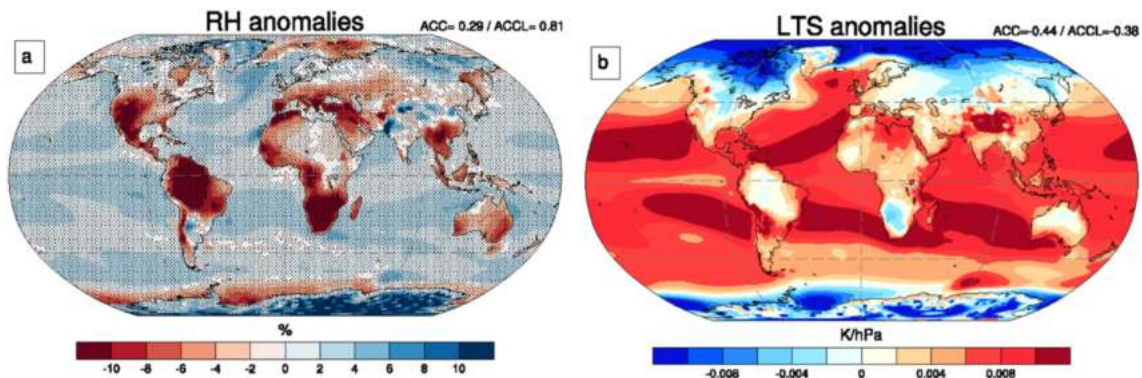 RH anomalies
ACC= 0.29 / ACCL= 0.81
a
%
-10 -8 -6 -4 -2 0 2 4 6 8 10
LTS anomalies
ACC=-0.44 / ACCL=-0.38
b
K/hPa
-0.008 -0.004 0 0.004 0.008